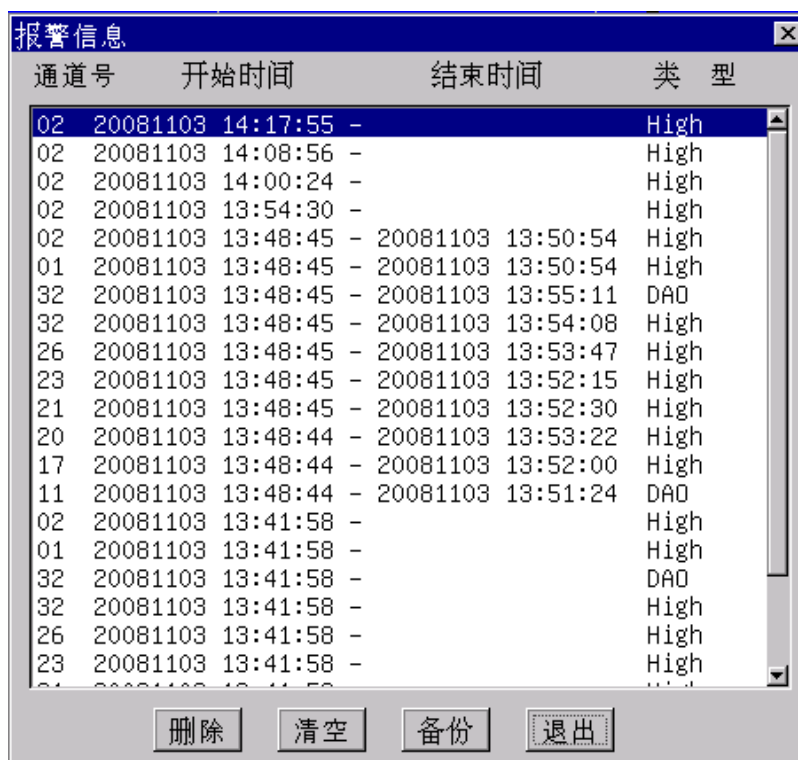 报警信息
通道号 开始时间 结束时间 类 型
02 20081103 14:17:55 - High
02 20081103 14:08:56 - High
02 20081103 14:00:24 - High
02 20081103 13:54:30 - High
02 20081103 13:48:45 - 20081103 13:50:54 High
01 20081103 13:48:45 - 20081103 13:50:54 High
32 20081103 13:48:45 - 20081103 13:55:11 DAO
32 20081103 13:48:45 - 20081103 13:54:08 High
26 20081103 13:48:45 - 20081103 13:53:47 High
23 20081103 13:48:45 - 20081103 13:52:15 High
21 20081103 13:48:45 - 20081103 13:52:30 High
20 20081103 13:48:44 - 20081103 13:53:22 High
17 20081103 13:48:44 - 20081103 13:52:00 High
11 20081103 13:48:44 - 20081103 13:51:24 DAO
02 20081103 13:41:58 - High
01 20081103 13:41:58 - High
32 20081103 13:41:58 - DAO
32 20081103 13:41:58 - High
26 20081103 13:41:58 - High
23 20081103 13:41:58 - High
删除 清空 备份 退出